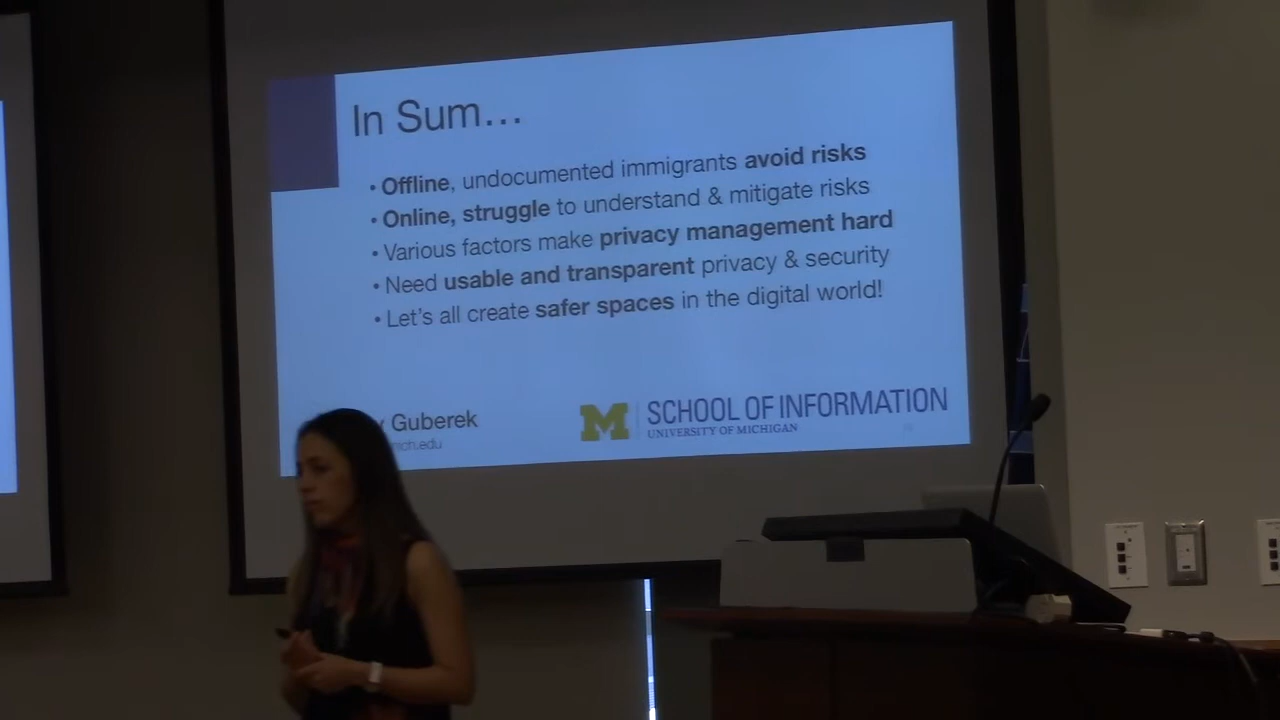 In Sum...
• Offline, undocumented immigrants avoid risks
• Online, struggle to understand & mitigate risks
• Various factors make privacy management hard
• Need usable and transparent privacy & security
• Let's all create safer spaces in the digital world!
Guberek
mich.edu
M SCHOOL OF INFORMATION
UNIVERSITY OF MICHIGAN